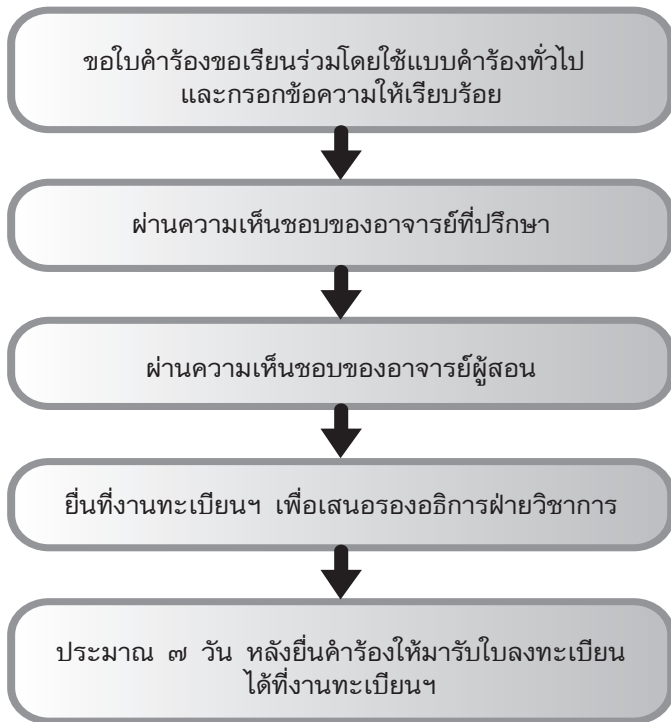 ขอใบคำร้องขอเรียนร่วมโดยใช้แบบคำร้องทั่วไป
และกรอกข้อความให้เรียบร้อย
ผ่านความเห็นชอบของอาจารย์ที่ปรึกษา
ผ่านความเห็นชอบของอาจารย์ผู้สอน
ยื่นที่งานทะเบียนฯ เพื่อเสนอรองอธิการฝ่ายวิชาการ
ประมาณ ๗ วัน หลังยื่นคำร้องให้มารับใบลงทะเบียน
ได้ที่งานทะเบียนฯ